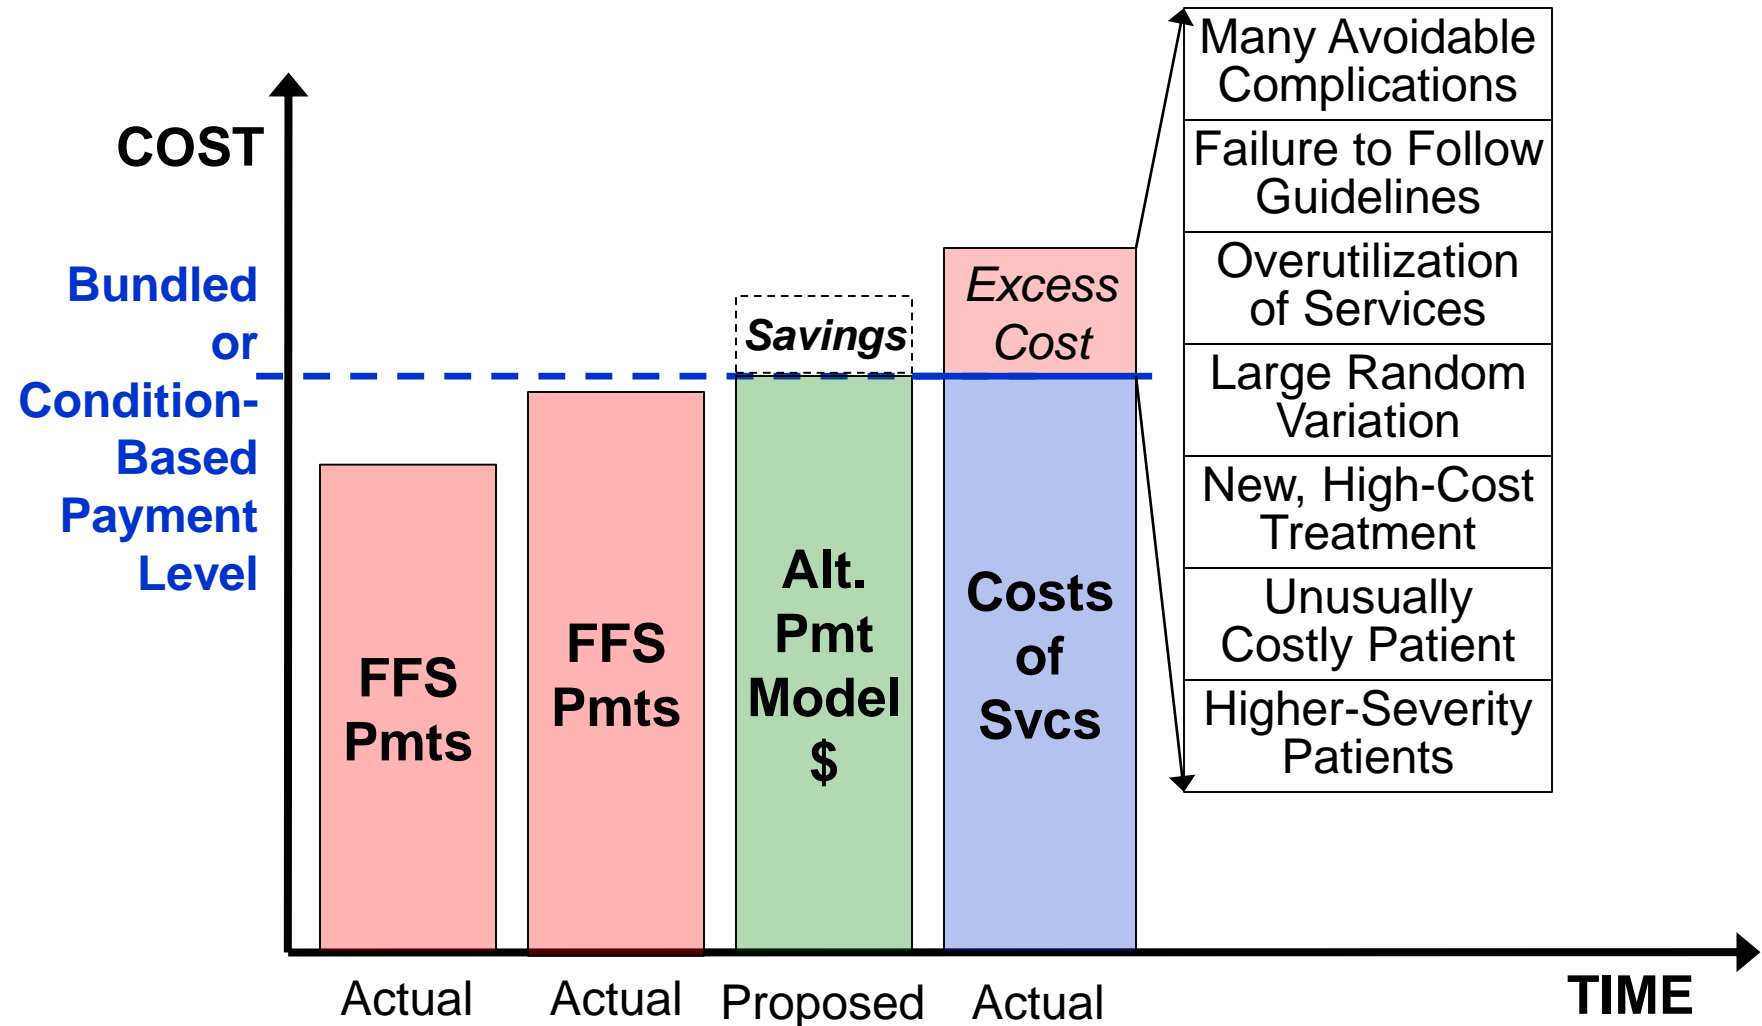 COST
Bundled
or
Condition-
Based
Payment
Level
FFS
Pmts
FFS
Pmts
Savings
Alt.
Pmt
Model
$
Excess
Cost
Costs
of
Svcs
Many Avoidable
Complications
Failure to Follow
Guidelines
Overutilization
of Services
Large Random
Variation
New, High-Cost
Treatment
Unusually
Costly Patient
Higher-Severity
Patients
Actual
Actual
Proposed
Actual
TIME